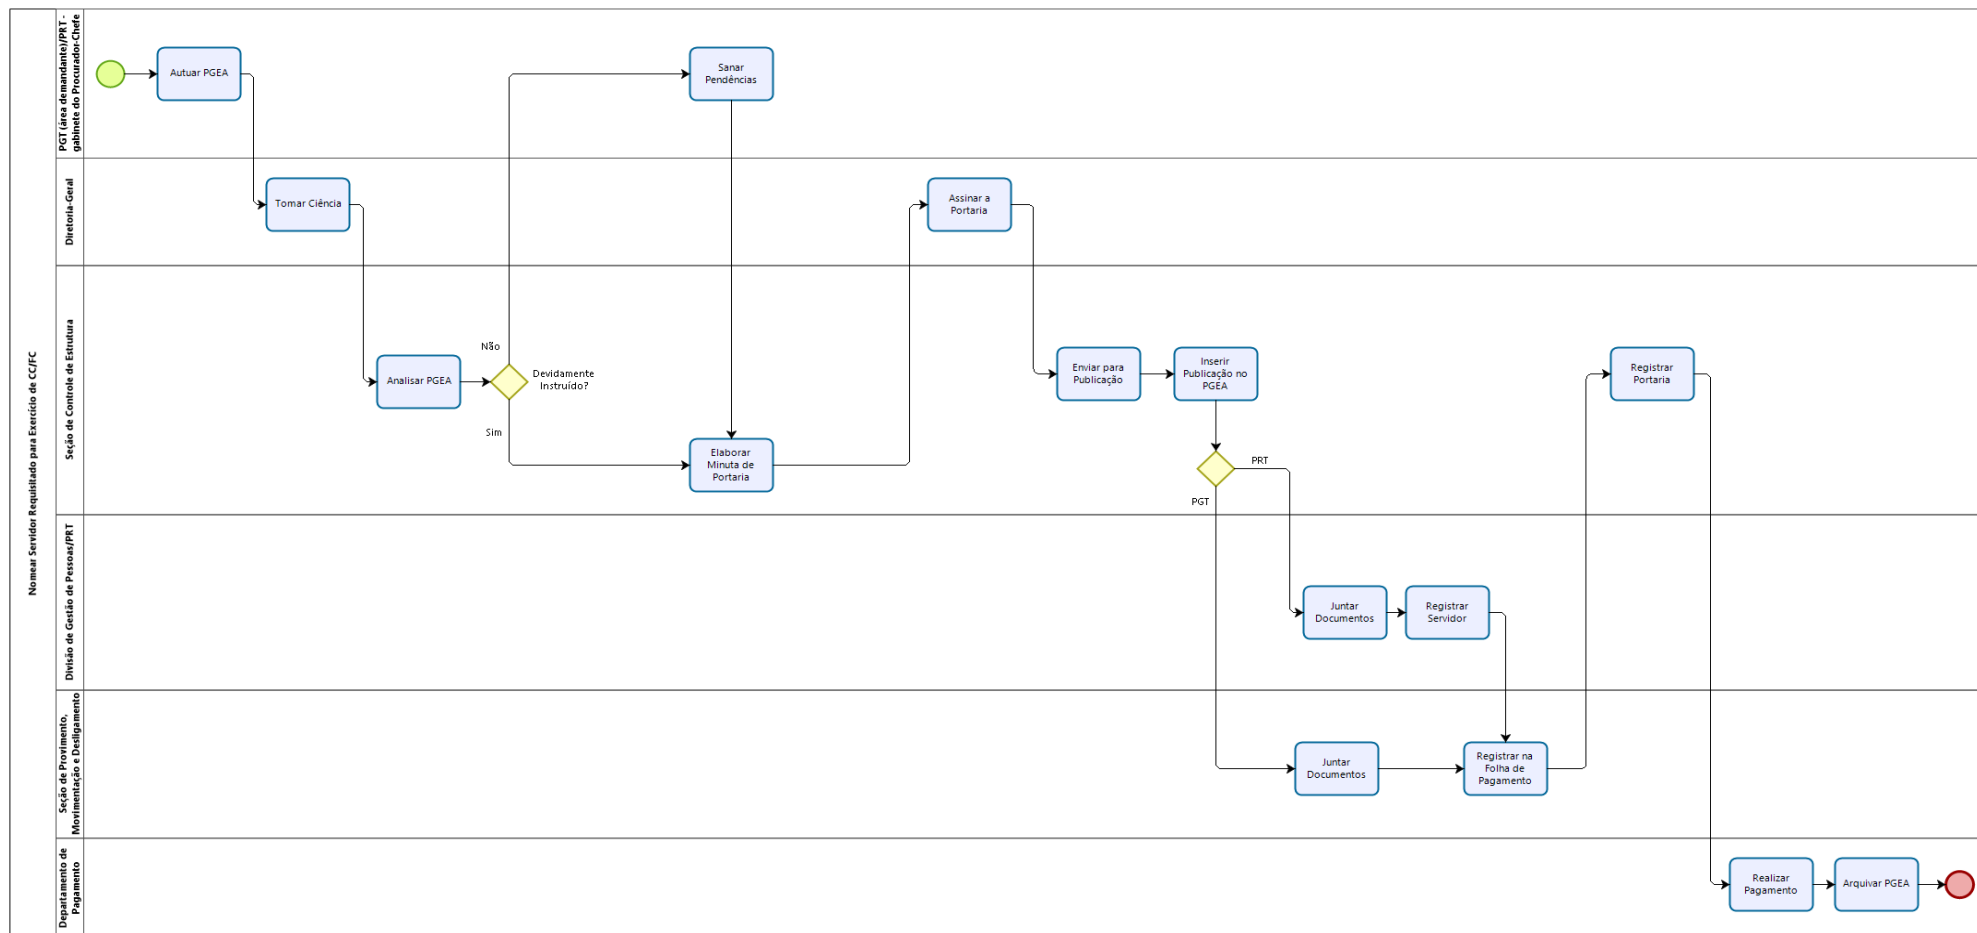 Nomear Servidor Requisitado para Exercício de CC/FC
PGT (área demandante)/PRT -
gabinete do Procurador-Chefe
Autuar PGEA
Sanar
Pendências
Diretoria-Geral
Tomar Ciência
Assinar a
Portaria
Seção de Controle de Estrutura
Analisar PGEA
Não
Devidamente
Instruído?
Sim
Elaborar
Minuta de
Portaria
Enviar para
Publicação
Inserir
Publicação no
PGEA
PRT
PGT
Registrar
Portaria
Divisão de Gestão de Pessoas/PRT
Juntar
Documentos
Registrar
Servidor
Seção de Provimento,
Movimentação e Desligamento
Juntar
Documentos
Registrar na
Folha de
Pagamento
Departamento de
Pagamento
Realizar
Pagamento
Arquivar PGEA